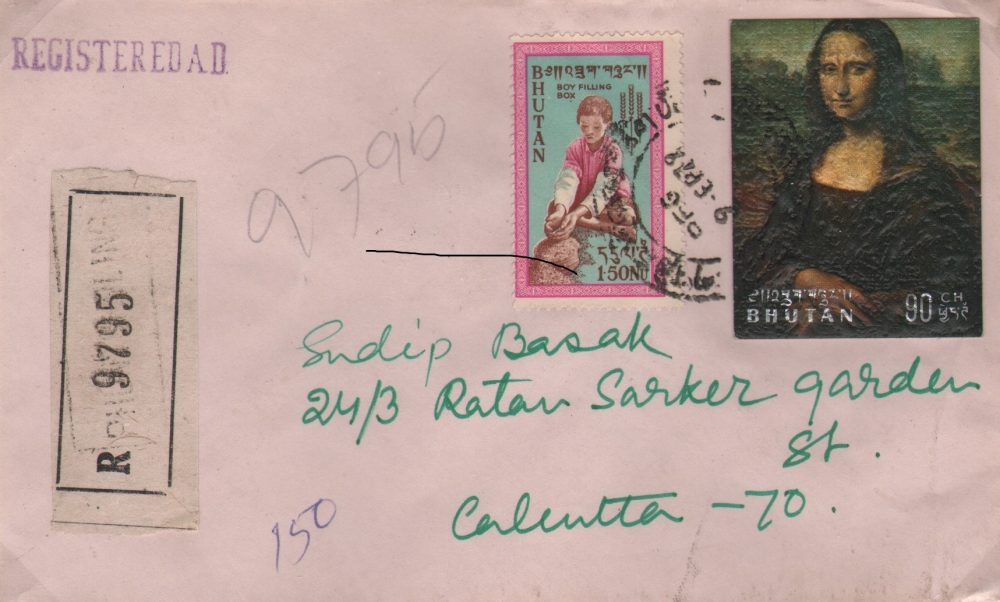 REGISTERED A.D.
BHUTAN
BOY FILLING
BOX
1·50NU
BHUTAN
90 CH.
9795
R
9795
Sudip Basak
24/3 Ratan Sarker garden
St.
Calcutta - 70.
150